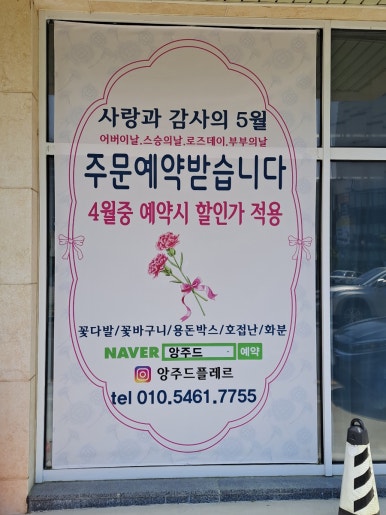 사랑과 감사의 5월
어버이날.스승의날.로즈데이.부부의날
주문예약받습니다
4월중 예약시 할인가 적용
꽃다발/꽃바구니/용돈박스/호접난/화분
NAVER 앙주드 예약
앙주드플레르
tel 010.5461.7755